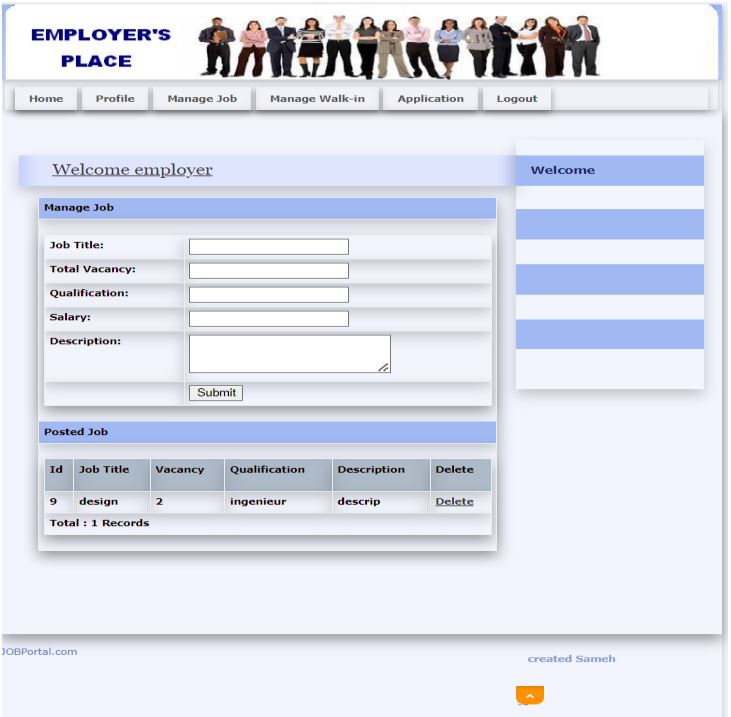 EMPLOYER'S
PLACE
Home Profile Manage Job Manage Walk-in Application Logout
Welcome employer
Welcome
Manage Job
Job Title:
Total Vacancy:
Qualification:
Salary:
Description:
Submit
Posted Job
Id Job Title Vacancy Qualification Description Delete
9 design 2 ingenieur descrip Delete
Total : 1 Records
JOBPortal.com
created Sameh